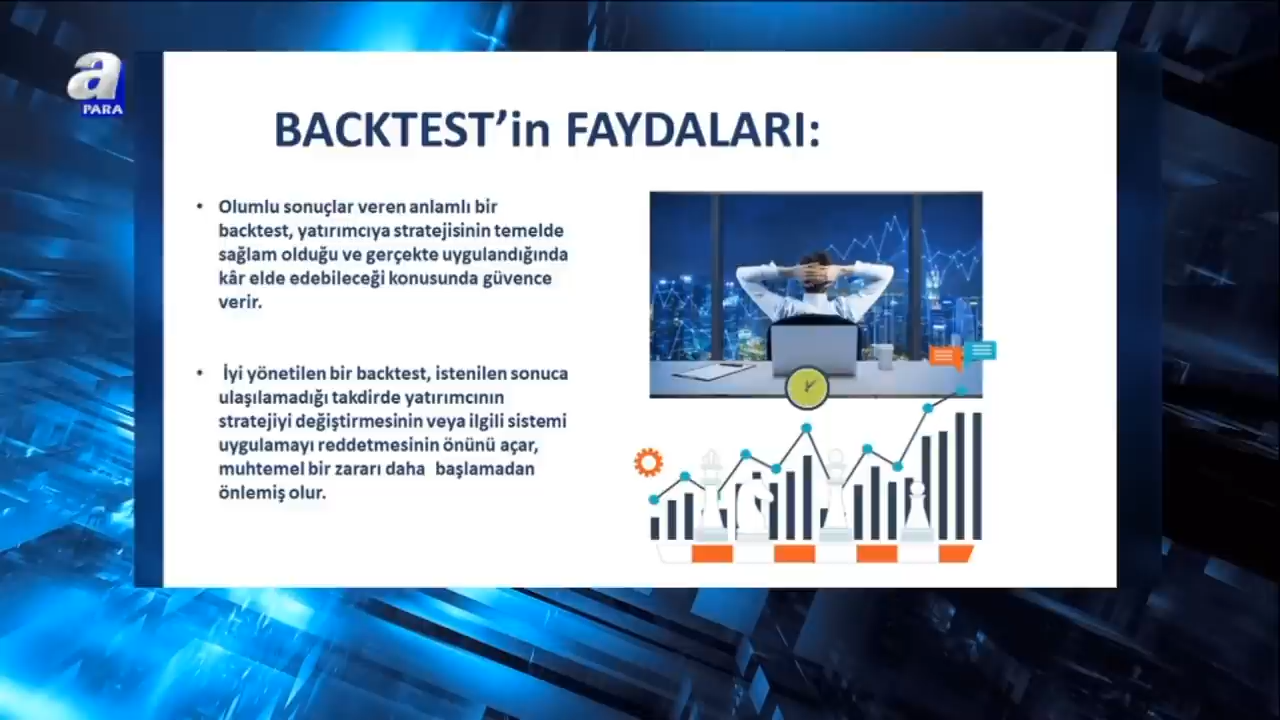 a
PARA
BACKTEST’in FAYDALARI:
• Olumlu sonuçlar veren anlamlı bir
backtest, yatırımcıya stratejisinin temelde
sağlam olduğu ve gerçekte uygulandığında
kâr elde edebileceği konusunda güvence
verir.
• İyi yönetilen bir backtest, istenilen sonuca
ulaşılamadığı takdirde yatırımcının
stratejiyi değiştirmesinin veya ilgili sistemi
uygulamayı reddetmesinin önünü açar,
muhtemel bir zararı daha başlamadan
önlemiş olur.